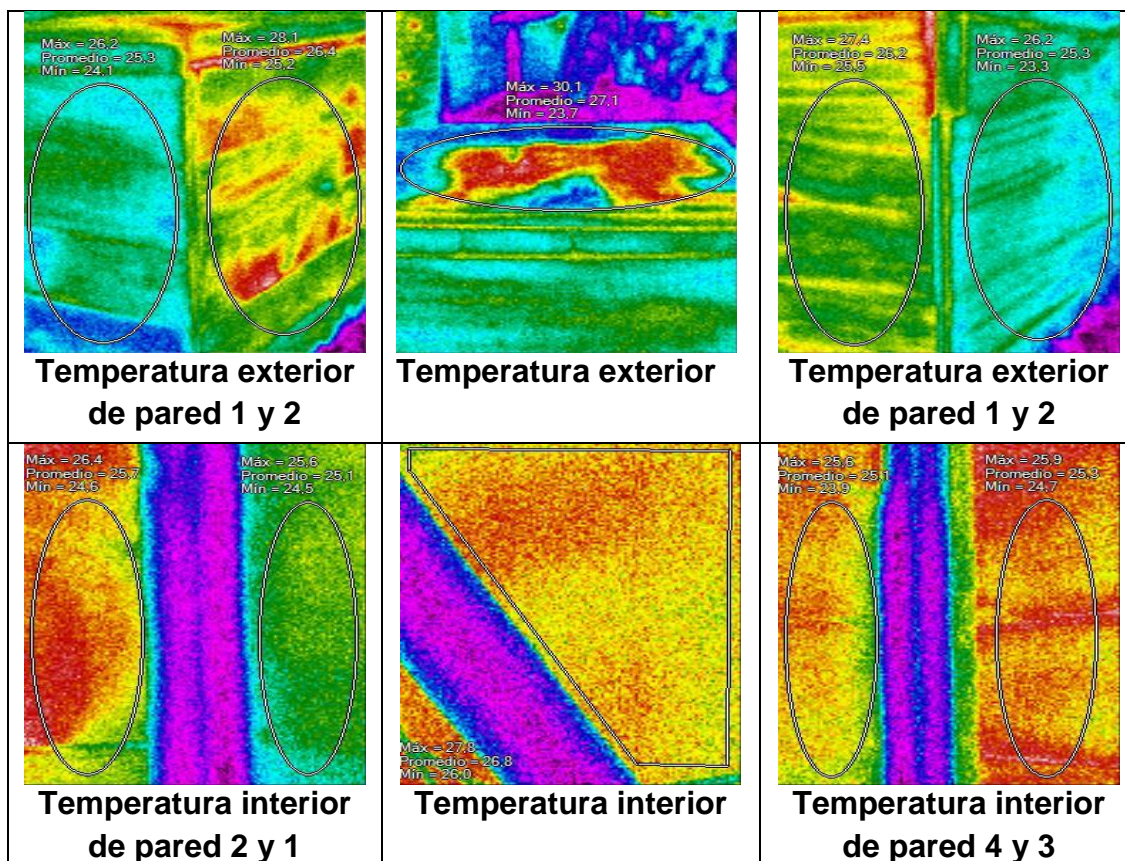 Máx = 26,2
Promedio = 25,3
Mín = 24,1
Máx = 28,1
Promedio = 26,4
Mín = 25,2
Máx = 30,1
Promedio = 27,1
Mín = 23,7
Máx = 27,4
Promedio = 26,2
Mín = 25,5
Máx = 26,2
Promedio = 25,3
Mín = 23,3
Temperatura exterior
de pared 1 y 2
Temperatura exterior
Temperatura exterior
de pared 1 y 2
Máx = 26,4
Promedio = 25,7
Mín = 24,6
Máx = 25,6
Promedio = 25,1
Mín = 24,5
Máx = 27,8
Promedio = 26,8
Mín = 26,0
Máx = 25,6
Promedio = 25,1
Mín = 23,9
Máx = 25,9
Promedio = 25,3
Mín = 24,7
Temperatura interior
de pared 2 y 1
Temperatura interior
Temperatura interior
de pared 4 y 3